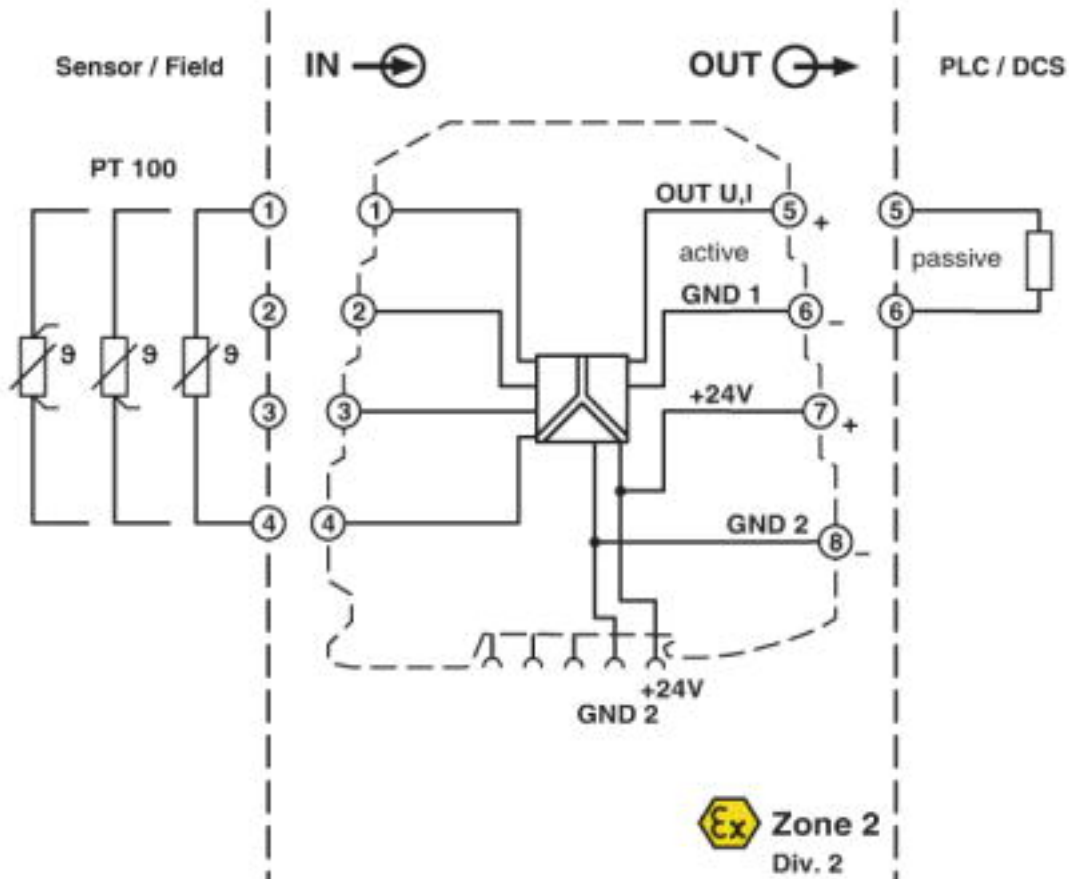 Sensor / Field
IN
OUT
PLC / DCS
PT 100
1
1
OUT U,I
5
+
5
active
passive
2
2
GND 1
6
–
6
ϑ
ϑ
ϑ
3
3
+24V
7
+
4
4
GND 2
8
–
+24V
GND 2
Ex
Zone 2
Div. 2